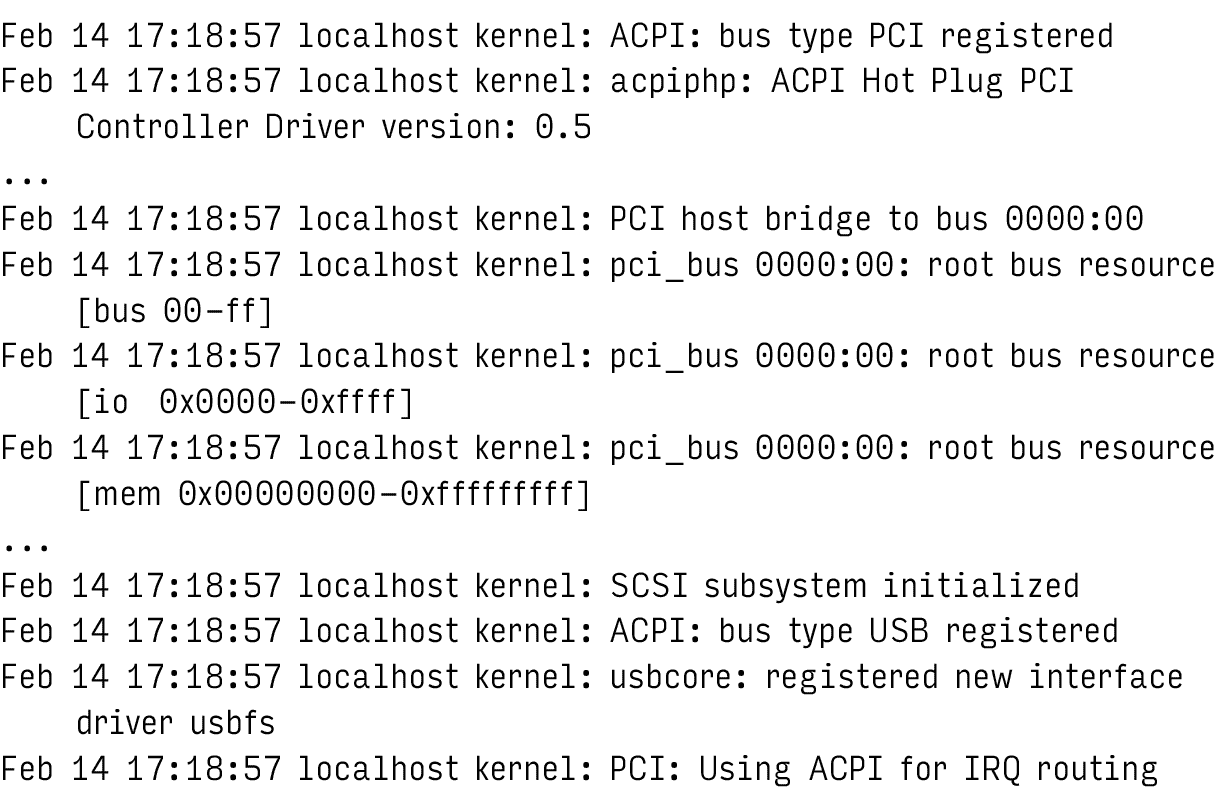 Feb 14 17:18:57 localhost kernel: ACPI: bus type PCI registered
Feb 14 17:18:57 localhost kernel: acpiphp: ACPI Hot Plug PCI
Controller Driver version: 0.5
...
Feb 14 17:18:57 localhost kernel: PCI host bridge to bus 0000:00
Feb 14 17:18:57 localhost kernel: pci_bus 0000:00: root bus resource
[bus 00-ff]
Feb 14 17:18:57 localhost kernel: pci_bus 0000:00: root bus resource
[io  0x0000-0xffff]
Feb 14 17:18:57 localhost kernel: pci_bus 0000:00: root bus resource
[mem 0x00000000-0xfffffffff]
...
Feb 14 17:18:57 localhost kernel: SCSI subsystem initialized
Feb 14 17:18:57 localhost kernel: ACPI: bus type USB registered
Feb 14 17:18:57 localhost kernel: usbcore: registered new interface
driver usbfs
Feb 14 17:18:57 localhost kernel: PCI: Using ACPI for IRQ routing